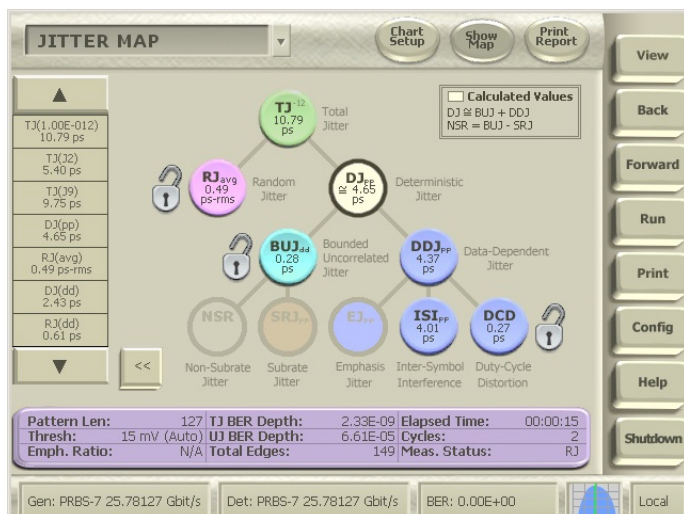 JITTER MAP
Chart Setup
Show Map
Print Report
View
Back
Forward
Run
Print
Config
Help
Shutdown
TJ(1.00E-012)
10.79 ps
TJ(J2)
5.40 ps
TJ(J9)
9.75 ps
DJ(pp)
4.65 ps
RJ(avg)
0.49 ps-rms
DJ(dd)
2.43 ps
RJ(dd)
0.61 ps
<<
Calculated Values
DJ ≅ BUJ + DDJ
NSR = BUJ - SRJ
TJ-12
10.79
ps
Total
Jitter
RJavg
0.49
ps-rms
Random
Jitter
DJPP
≅ 4.65
ps
Deterministic
Jitter
BUJdd
0.28
ps
Bounded
Uncorrelated
Jitter
DDJPP
4.37
ps
Data-Dependent
Jitter
NSR
Non-Subrate
Jitter
SRJPP
Subrate
Jitter
EJPP
Emphasis
Jitter
ISIPP
4.01
ps
Inter-Symbol
Interference
DCD
0.27
ps
Duty-Cycle
Distortion
Pattern Len: 127 TJ BER Depth: 2.33E-09 Elapsed Time: 00:00:15
Thresh: 15 mV (Auto) UJ BER Depth: 6.61E-05 Cycles: 2
Emph. Ratio: N/A Total Edges: 149 Meas. Status: RJ
Gen: PRBS-7 25.78127 Gbit/s
Det: PRBS-7 25.78127 Gbit/s
BER: 0.00E+00
Local